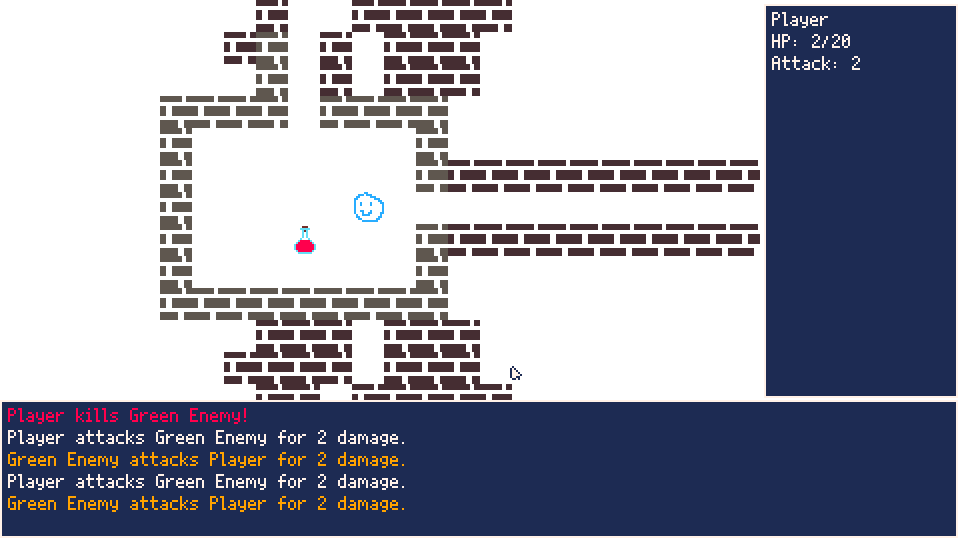 Player
HP: 2/20
Attack: 2
Player kills Green Enemy!
Player attacks Green Enemy for 2 damage.
Green Enemy attacks Player for 2 damage.
Player attacks Green Enemy for 2 damage.
Green Enemy attacks Player for 2 damage.